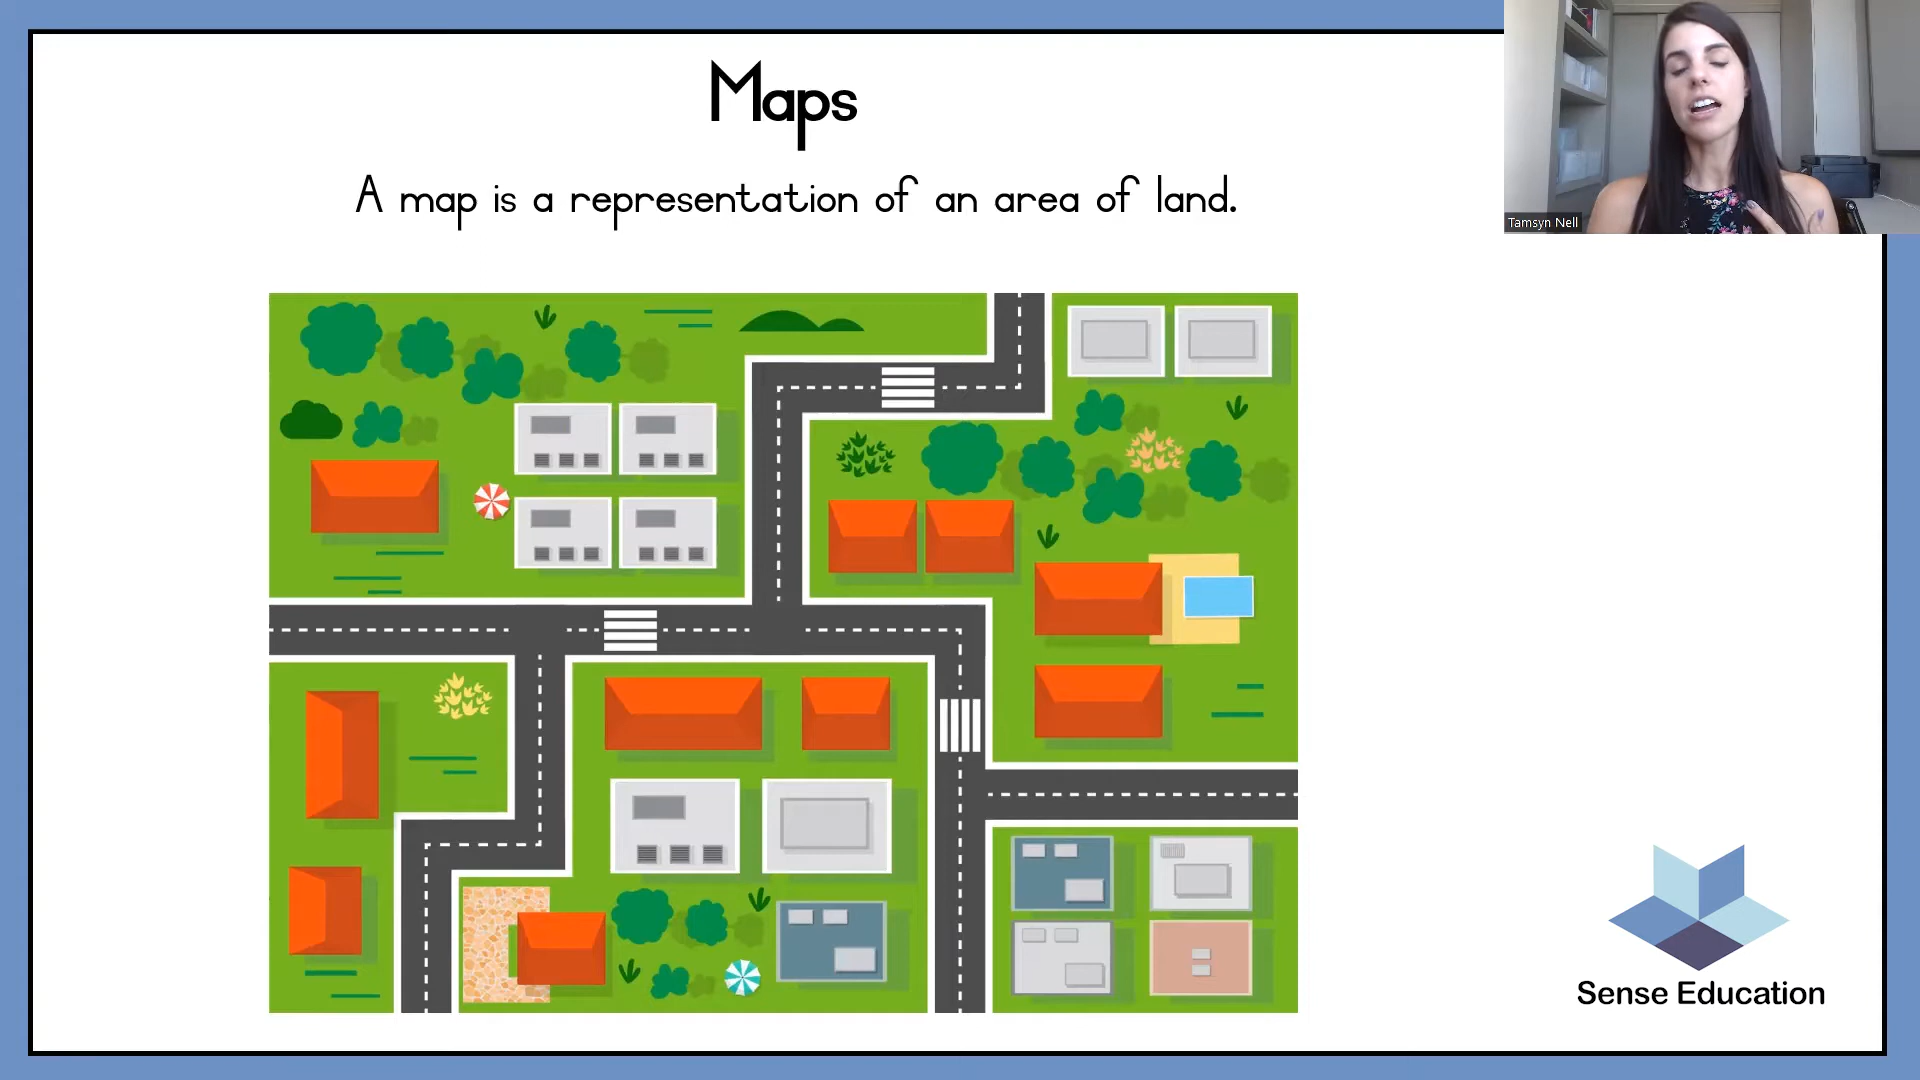 Maps
A map is a representation of an area of land.
Tamsyn Nell
Sense Education